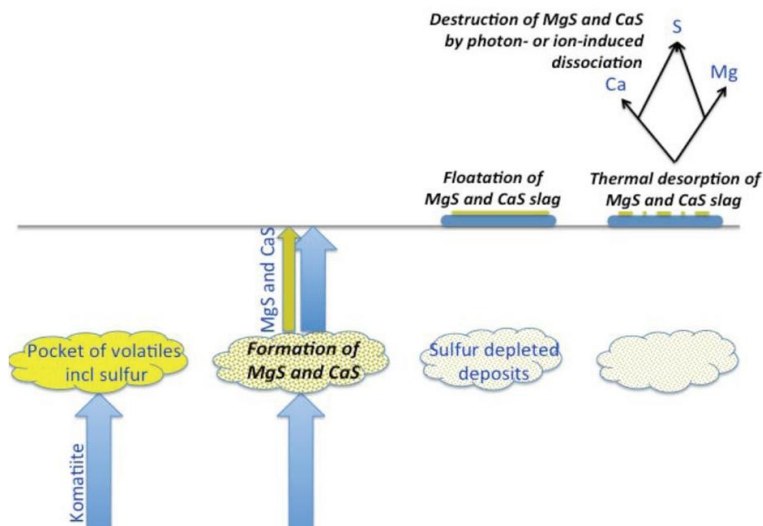 Destruction of MgS and CaS
by photon- or ion-induced
dissociation
S
Ca
Mg
Floatation of
MgS and CaS slag
Thermal desorption of
MgS and CaS slag
MgS and CaS
Pocket of volatiles
incl sulfur
Formation of
MgS and CaS
Sulfur depleted
deposits
Komatiite